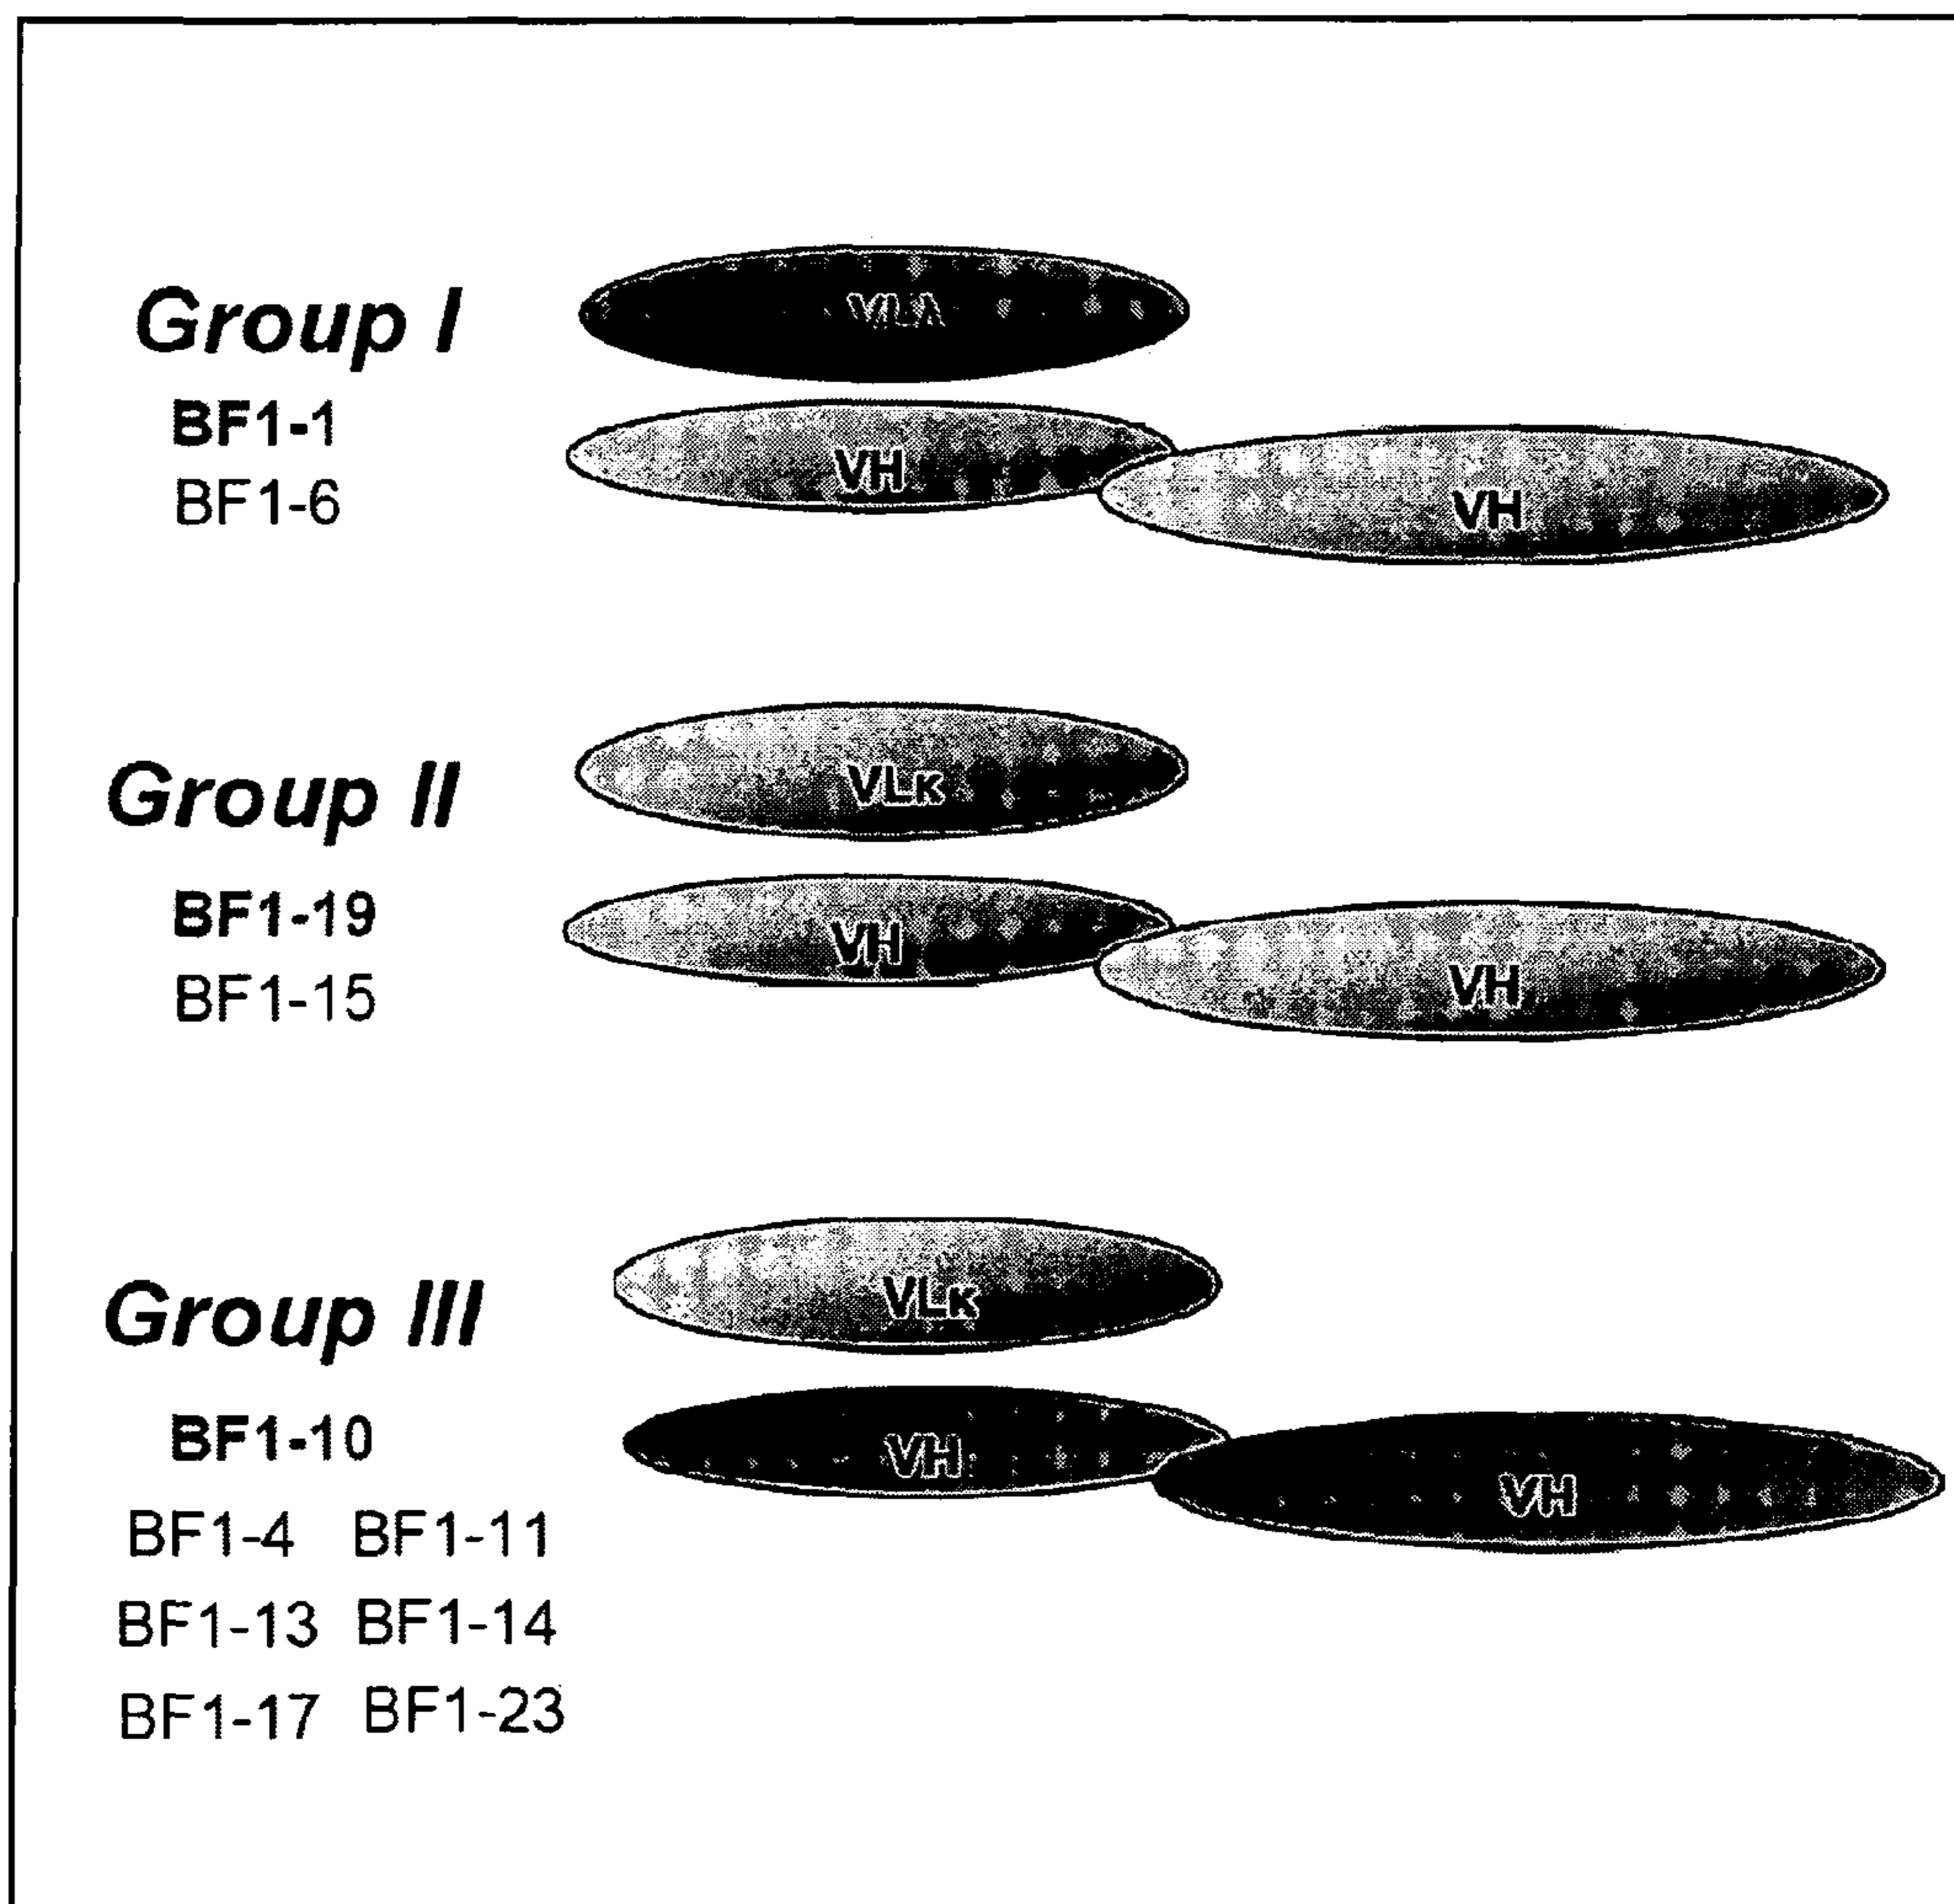 Group I
VLλ
BF1-1
VH
BF1-6
VH
Group II
VLκ
BF1-19
VH
BF1-15
VH
Group III
VLκ
BF1-10
VH
VH
BF1-4 BF1-11
BF1-13 BF1-14
BF1-17 BF1-23